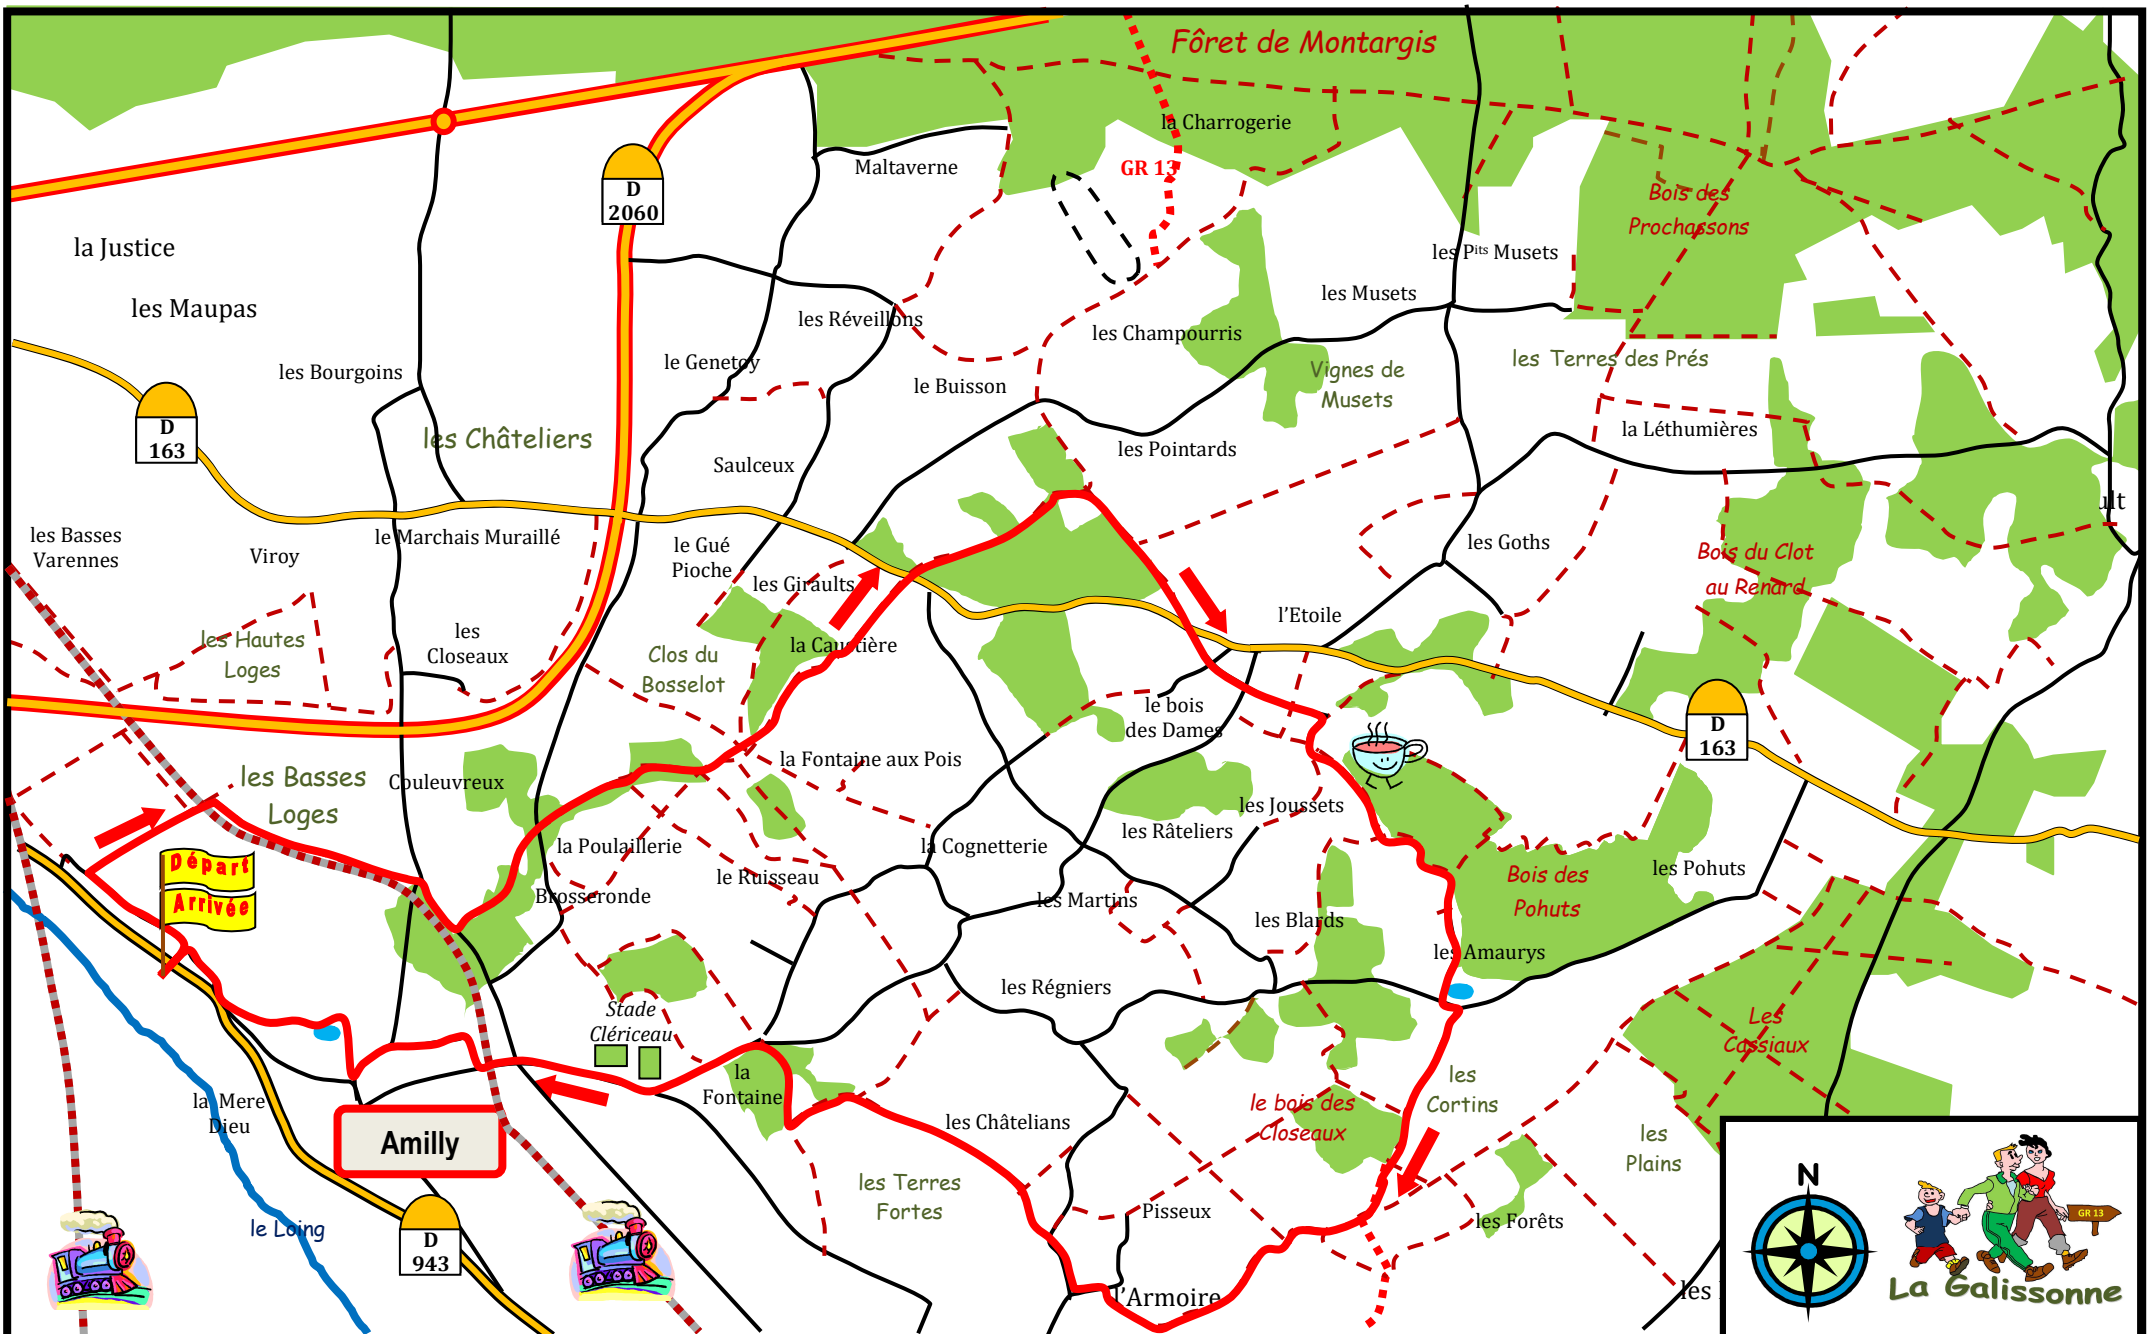 Fôret de Montargis
la Charrogerie
GR 13
Maltaverne
D
2060
Bois des
Prochassons
la Justice
les Pits Musets
les Maupas
les Musets
les Réveillons
les Champourris
le Genetoy
les Terres des Prés
les Bourgoins
Vignes de
Musets
le Buisson
D
163
les Châteliers
la Léthumières
les Pointards
Saulceux
ult
les Basses
Varennes
Viroy
le Marchais Muraillé
le Gué
Pioche
les Goths
Bois du Clot
au Renard
les Giraults
l'Etoile
les Hautes
Loges
les
Closeaux
la Caustière
Clos du
Bosselot
le bois
des Dames
D
163
la Fontaine aux Pois
les Basses
Loges
Couleuvreux
les Joussets
les Râteliers
la Poulaillerie
la Cognetterie
Départ
Arrivée
le Ruisseau
Brosseronde
les Martins
les Pohuts
Bois des
Pohuts
les Blards
les Amaurys
les Régniers
Stade
Clériceau
Les
Cassiaux
la
Fontaine
les
Cortins
la Mere
Dieu
le bois des
Closeaux
les Châtelians
Amilly
les
Plains
les Terres
Fortes
Pisseux
les Forêts
le Loing
D
943
l'Armoire
les
N
GR 13
La Galissonne